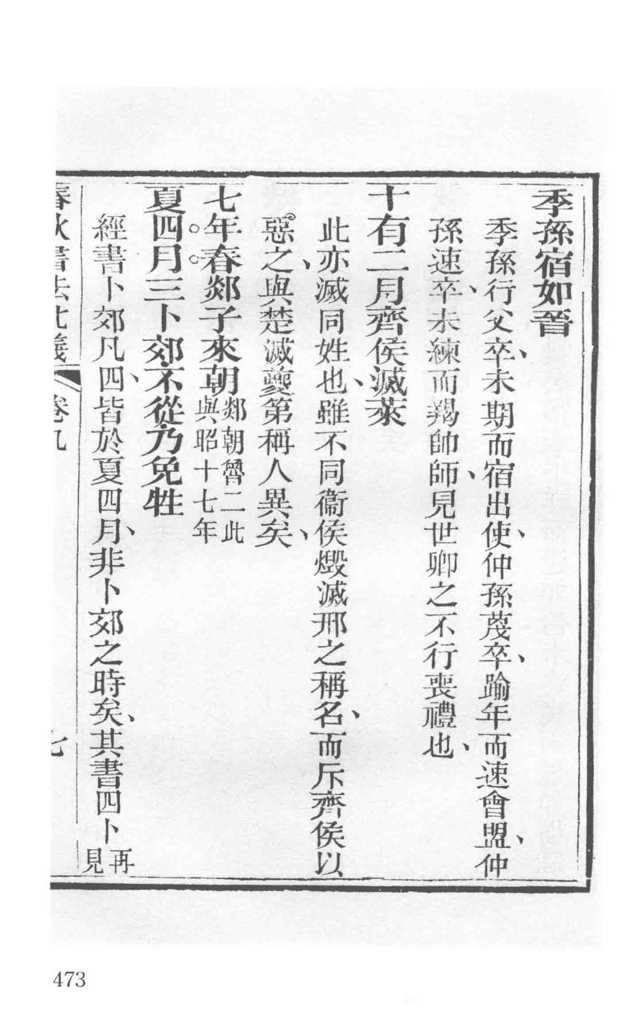 季孫宿如晉
季孫行父卒、未期而宿出使、仲孫蔑卒、踰年而速會盟、仲
孫速卒、未練而羯帥師、見世卿之不行喪禮也、
十有二月齊侯滅萊
此亦滅同姓也、雖不同衞侯燬滅邢之稱名、而斥齊侯以
惡之、與楚滅夔第稱人異矣、
七年春郯子來朝郯朝魯二此與昭十七年
夏四月三卜郊不從乃免牲
經書卜郊凡四、皆於夏四月、非卜郊之時矣、其書四卜再見
春秋書法比義 卷九 七
473